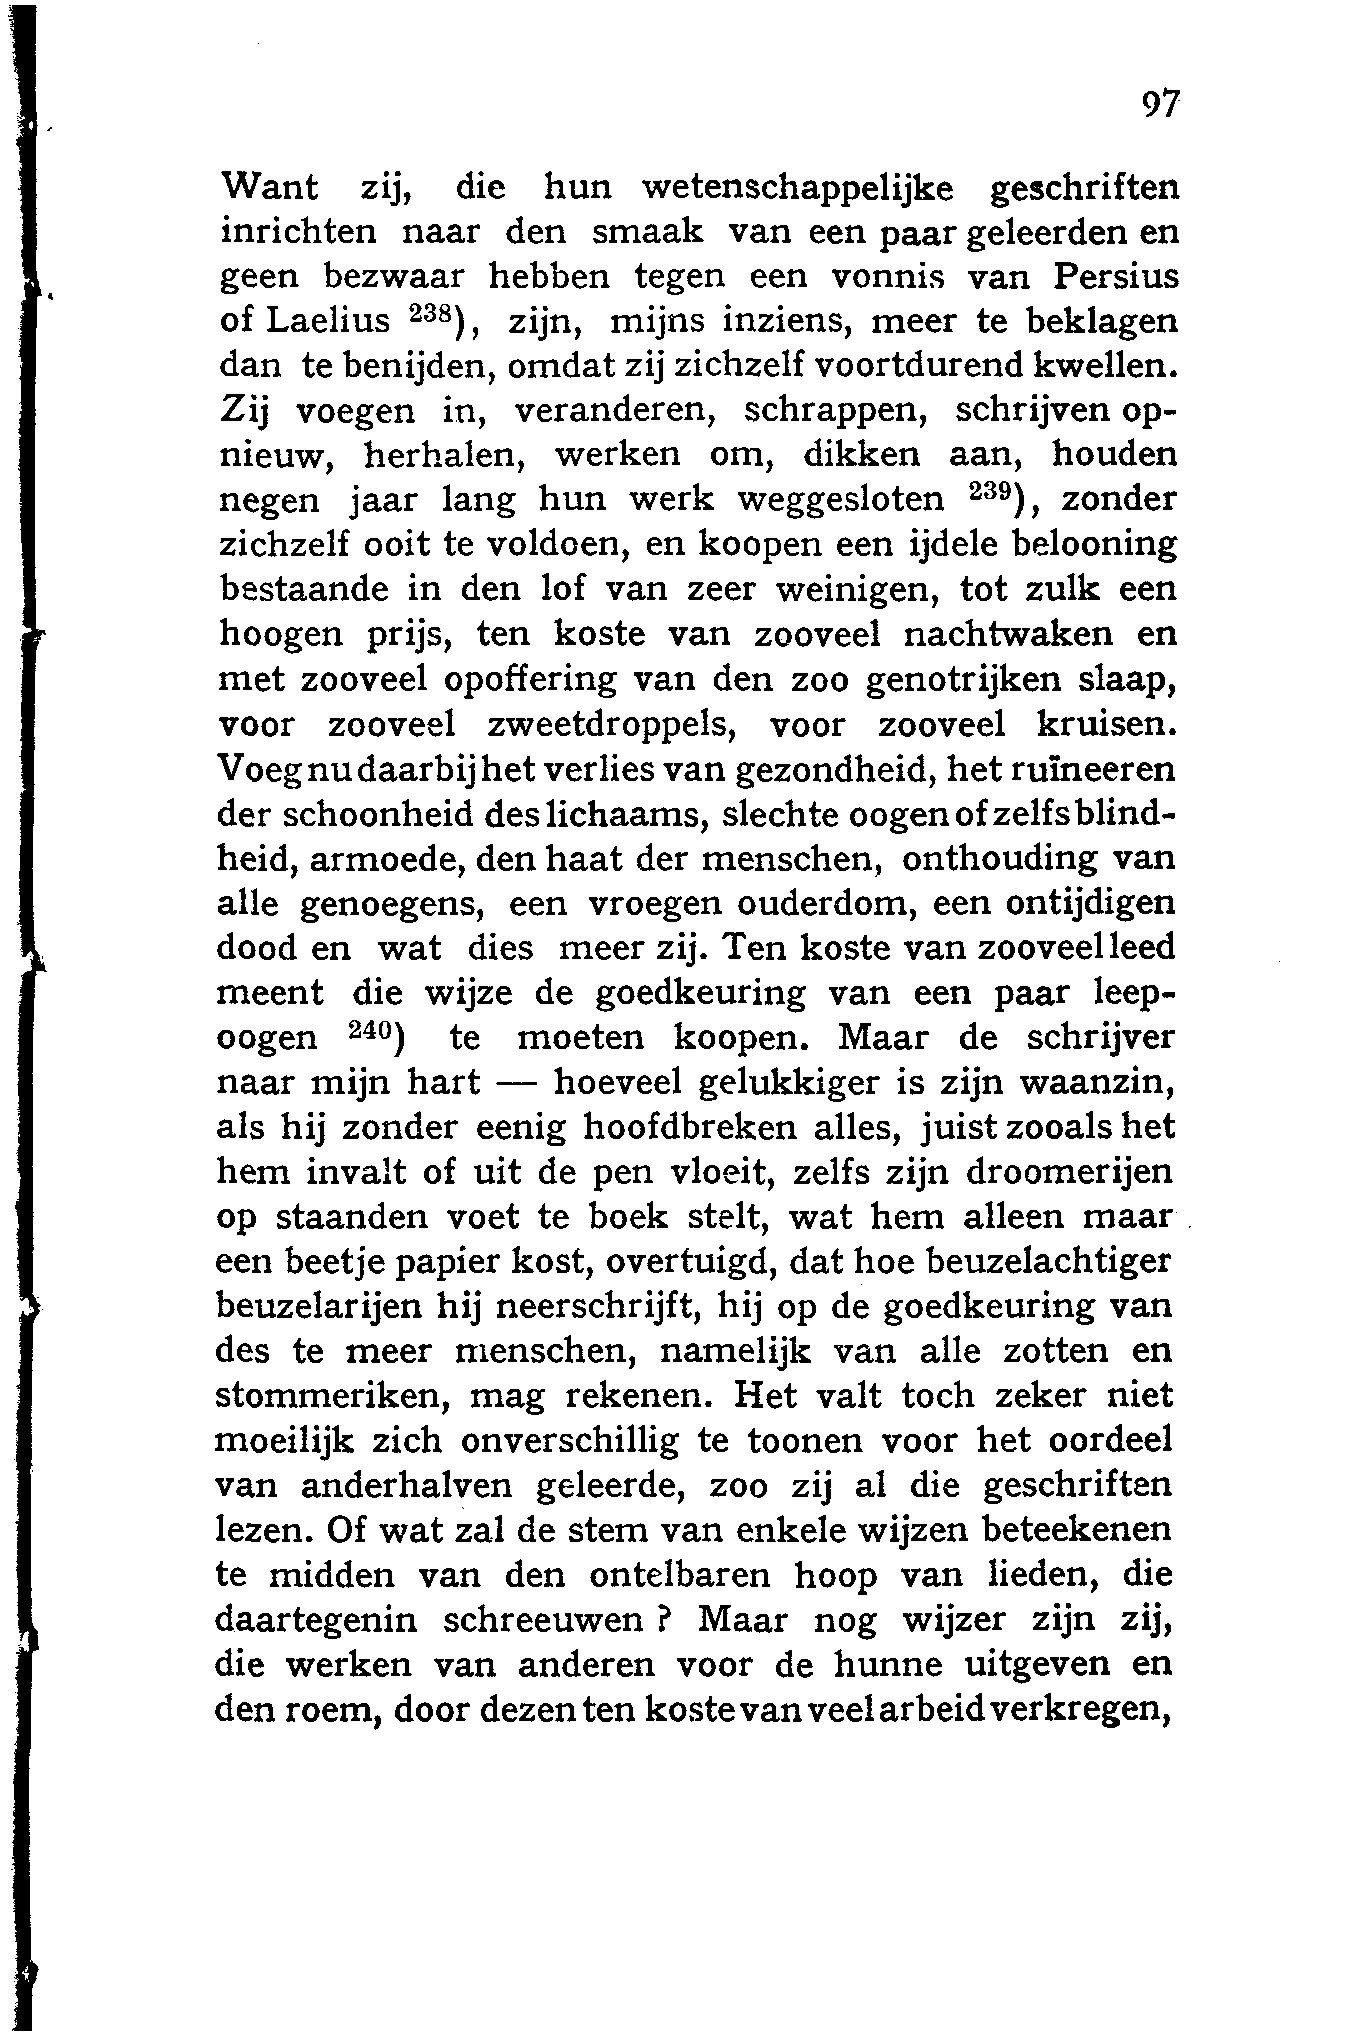 97
Want zij, die hun wetenschappelijke geschriften
inrichten naar den smaak van een paar geleerden en
geen bezwaar hebben tegen een vonnis van Persius
of Laelius ²³⁸), zijn, mijns inziens, meer te beklagen
dan te benijden, omdat zij zichzelf voortdurend kwellen.
Zij voegen in, veranderen, schrappen, schrijven op-
nieuw, herhalen, werken om, dikken aan, houden
negen jaar lang hun werk weggesloten ²³⁹), zonder
zichzelf ooit te voldoen, en koopen een ijdele belooning
bestaande in den lof van zeer weinigen, tot zulk een
hoogen prijs, ten koste van zooveel nachtwaken en
met zooveel opoffering van den zoo genotrijken slaap,
voor zooveel zweetdroppels, voor zooveel kruisen.
Voeg nu daarbij het verlies van gezondheid, het ruïneeren
der schoonheid des lichaams, slechte oogen of zelfs blind-
heid, armoede, den haat der menschen, onthouding van
alle genoegens, een vroegen ouderdom, een ontijdigen
dood en wat dies meer zij. Ten koste van zooveel leed
meent die wijze de goedkeuring van een paar leep-
oogen ²⁴⁰) te moeten koopen. Maar de schrijver
naar mijn hart — hoeveel gelukkiger is zijn waanzin,
als hij zonder eenig hoofdbreken alles, juist zooals het
hem invalt of uit de pen vloeit, zelfs zijn droomerijen
op staanden voet te boek stelt, wat hem alleen maar
een beetje papier kost, overtuigd, dat hoe beuzelachtiger
beuzelarijen hij neerschrijft, hij op de goedkeuring van
des te meer menschen, namelijk van alle zotten en
stommeriken, mag rekenen. Het valt toch zeker niet
moeilijk zich onverschillig te toonen voor het oordeel
van anderhalven geleerde, zoo zij al die geschriften
lezen. Of wat zal de stem van enkele wijzen beteekenen
te midden van den ontelbaren hoop van lieden, die
daartegenin schreeuwen ? Maar nog wijzer zijn zij,
die werken van anderen voor de hunne uitgeven en
den roem, door dezen ten koste van veel arbeid verkregen,